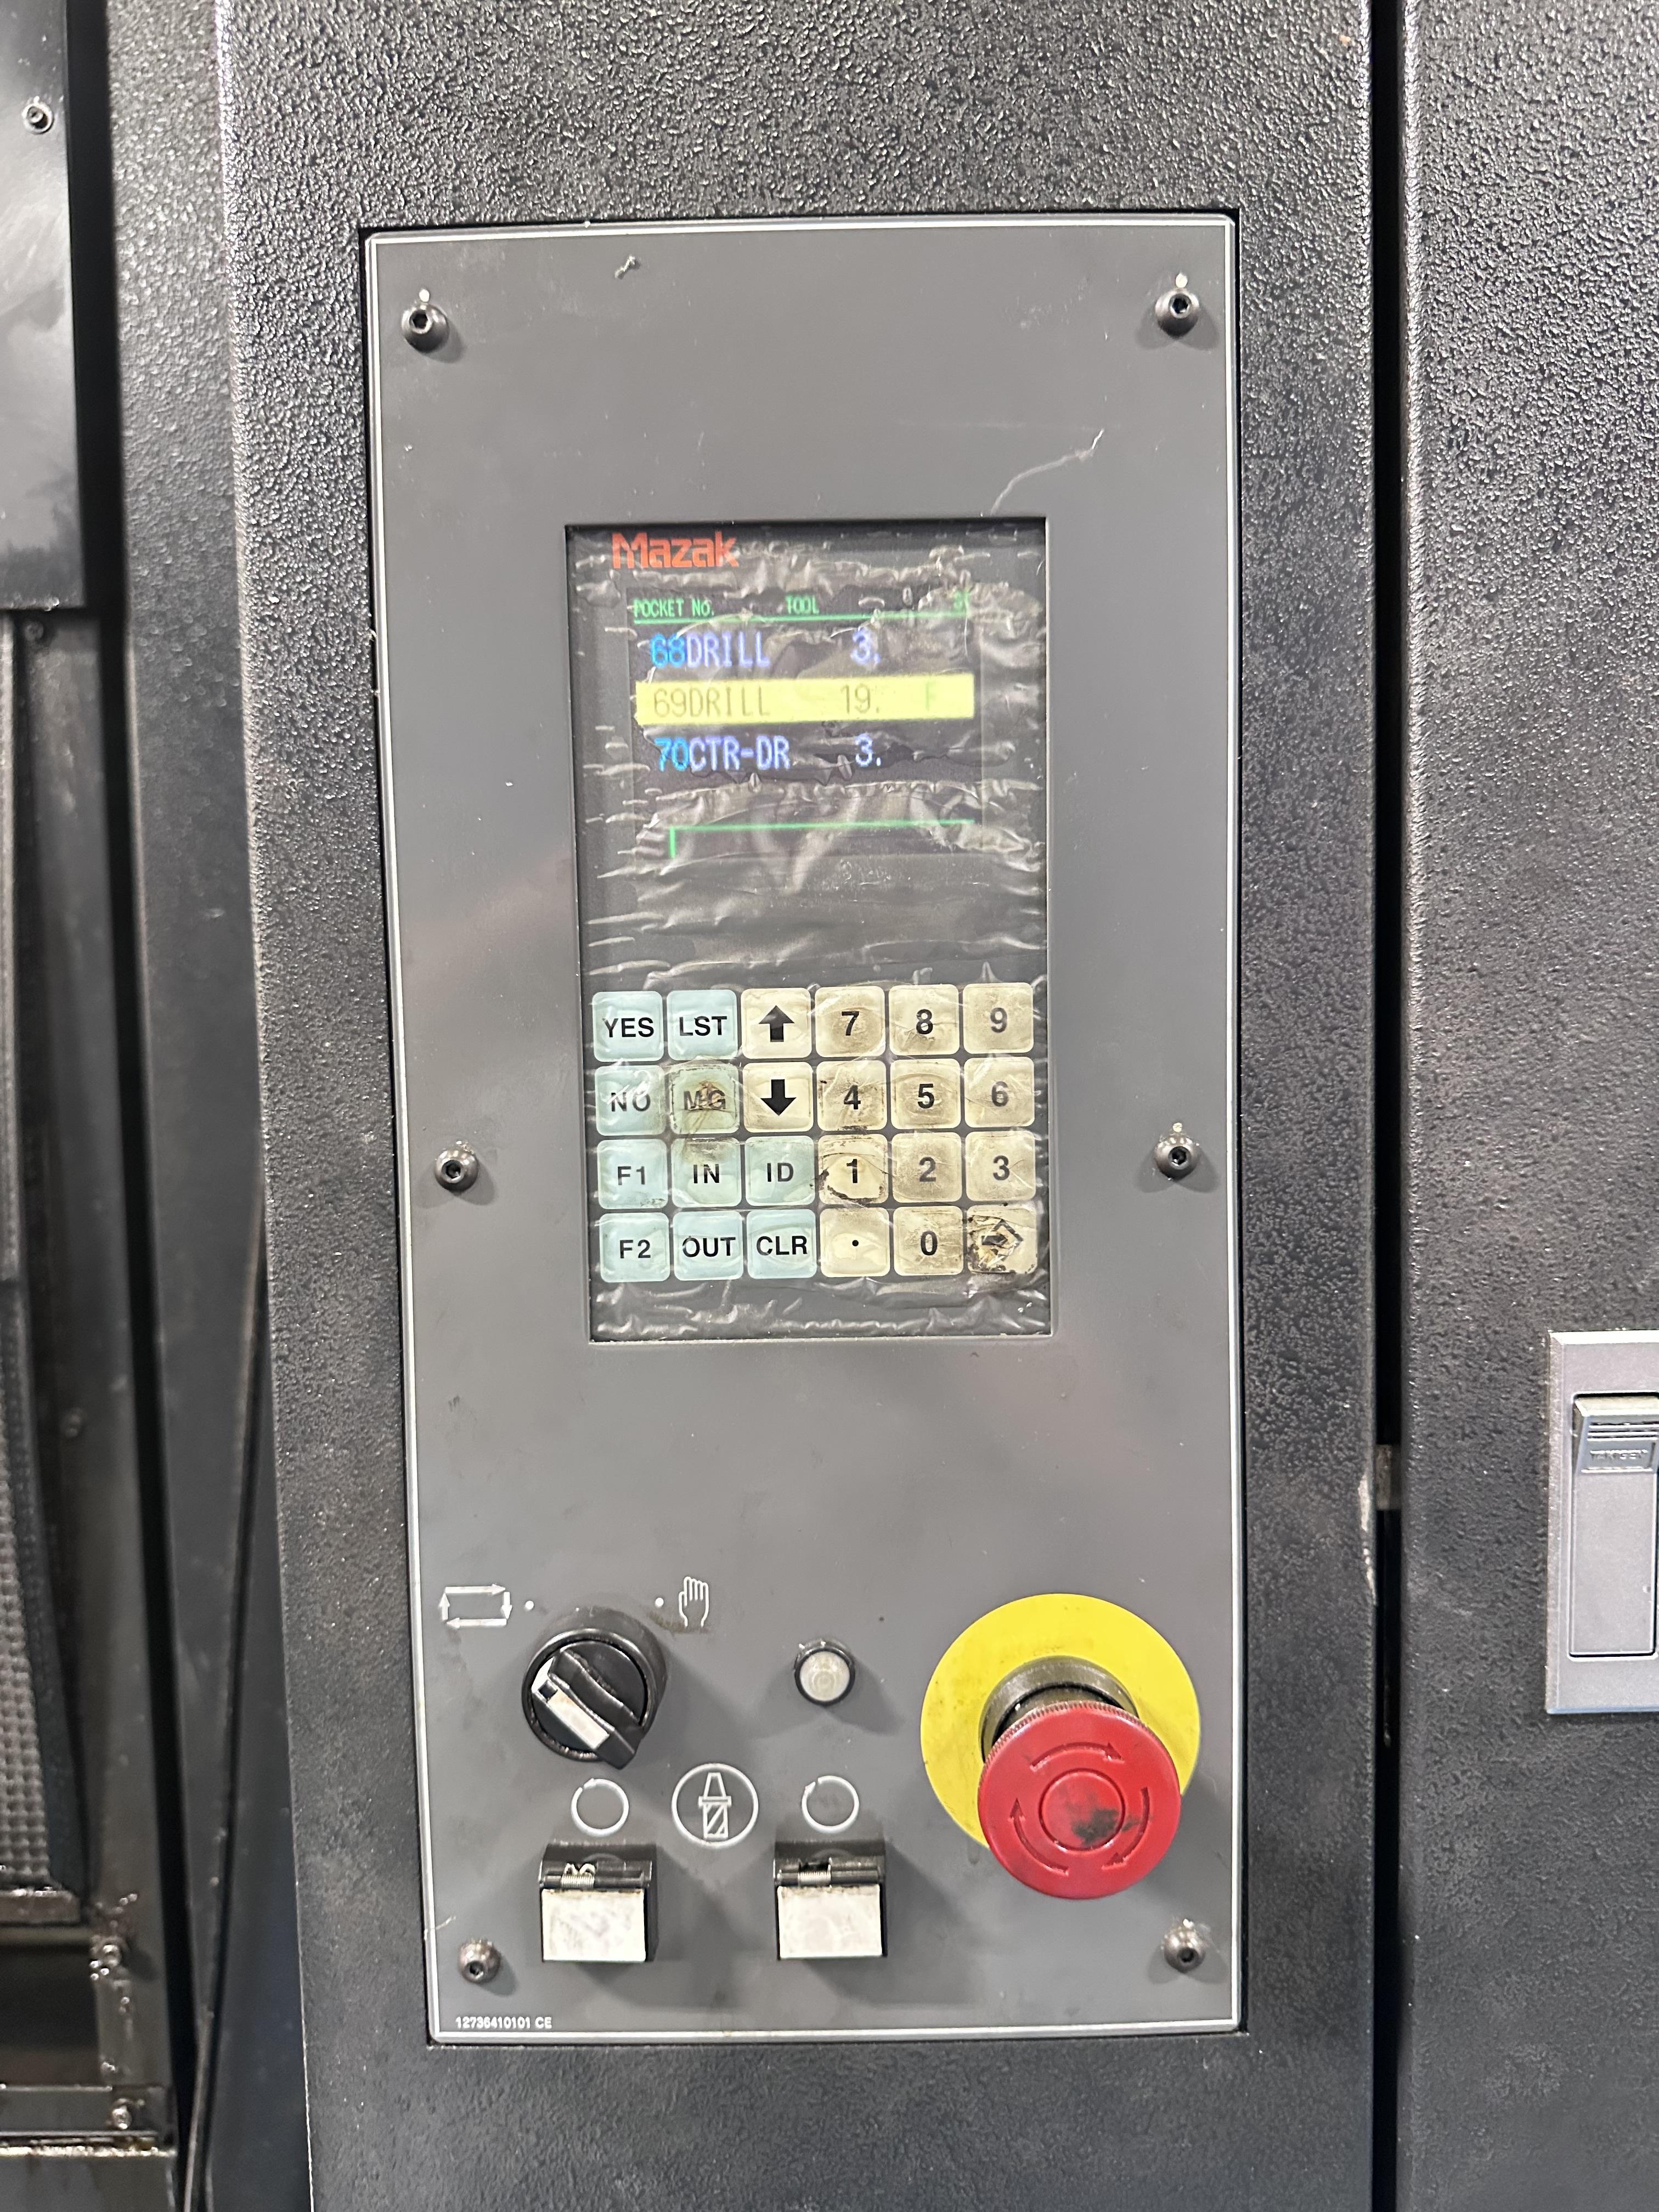 Mazak
POCKET No. TOOL
68DRILL 3.
69DRILL 19. F
70CTR-DR 3.
YES LST 7 8 9
NO MG 4 5 6
F1 IN ID 1 2 3
F2 OUT CLR . 0
12736410101 CE